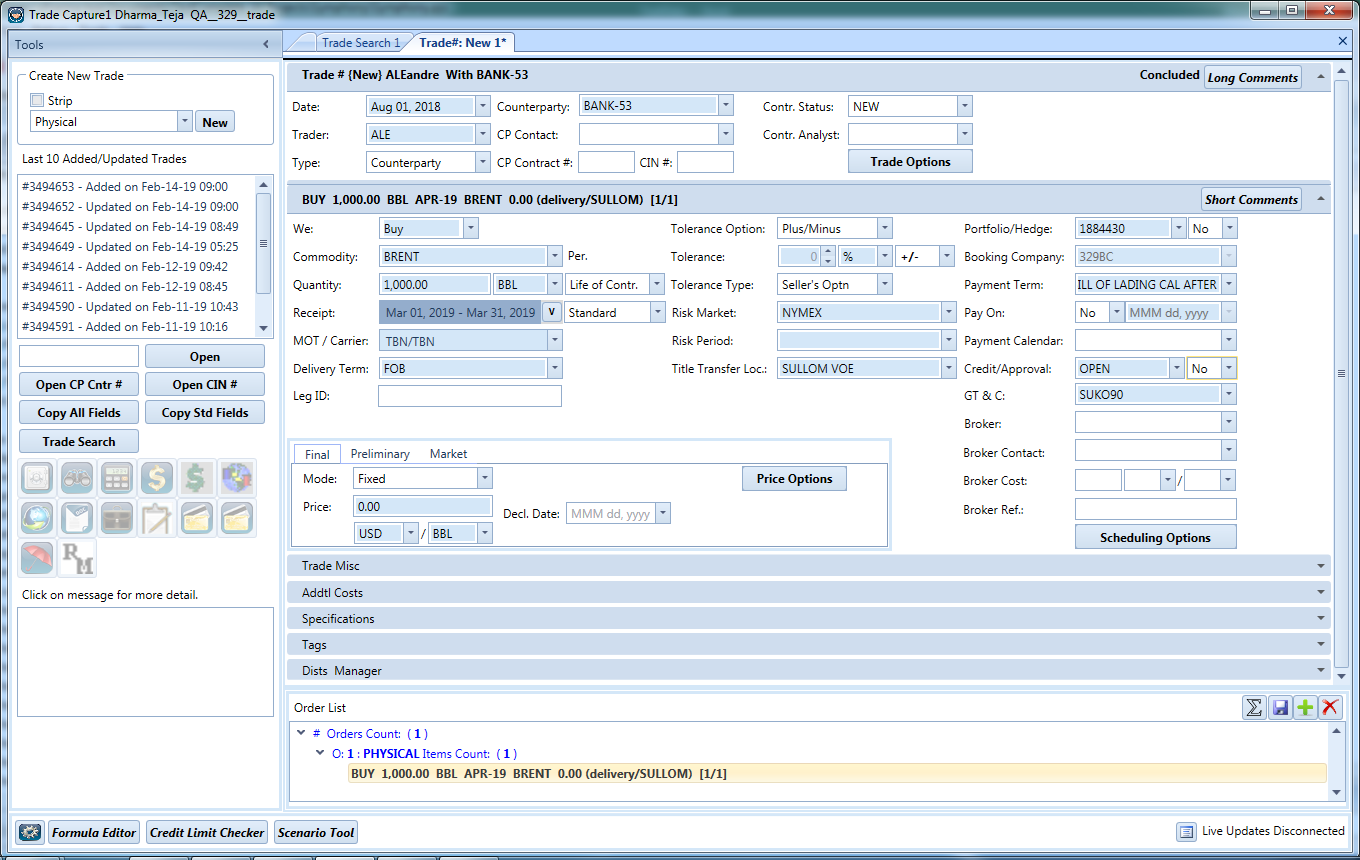 Trade Capture1 Dharma_Teja QA__329__trade
Tools
Trade Search 1
Trade#: New 1*
Create New Trade
Strip
Physical
New
Last 10 Added/Updated Trades
#3494653 - Added on Feb-14-19 09:00
#3494652 - Updated on Feb-14-19 09:00
#3494645 - Updated on Feb-14-19 08:49
#3494649 - Updated on Feb-14-19 05:25
#3494614 - Added on Feb-12-19 09:42
#3494611 - Added on Feb-12-19 08:45
#3494590 - Updated on Feb-11-19 10:43
#3494591 - Added on Feb-11-19 10:16
Open
Open CP Cntr #
Open CIN #
Copy All Fields
Copy Std Fields
Trade Search
RM
Click on message for more detail.
Trade # {New} ALEandre With BANK-53
Concluded
Long Comments
Date: Aug 01, 2018 Counterparty: BANK-53 Contr. Status: NEW
Trader: ALE CP Contact: Contr. Analyst:
Type: Counterparty CP Contract #: CIN #: Trade Options
BUY 1,000.00 BBL APR-19 BRENT 0.00 (delivery/SULLOM) [1/1]
Short Comments
We: Buy Tolerance Option: Plus/Minus Portfolio/Hedge: 1884430 No
Commodity: BRENT Per. Tolerance: 0 % +/- Booking Company: 329BC
Quantity: 1,000.00 BBL Life of Contr. Tolerance Type: Seller's Optn Payment Term: ILL OF LADING CAL AFTER
Receipt: Mar 01, 2019 - Mar 31, 2019 V Standard Risk Market: NYMEX Pay On: No MMM dd, yyyy
MOT / Carrier: TBN/TBN Risk Period: Payment Calendar:
Delivery Term: FOB Title Transfer Loc.: SULLOM VOE Credit/Approval: OPEN No
Leg ID: GT & C: SUKO90
Broker:
Broker Contact:
Broker Cost: /
Broker Ref.:
Scheduling Options
Final Preliminary Market
Mode: Fixed Price Options
Price: 0.00 Decl. Date: MMM dd, yyyy
USD / BBL
Trade Misc
Addtl Costs
Specifications
Tags
Dists Manager
Order List
# Orders Count: ( 1 )
O: 1 : PHYSICAL Items Count: ( 1 )
BUY 1,000.00 BBL APR-19 BRENT 0.00 (delivery/SULLOM) [1/1]
Formula Editor
Credit Limit Checker
Scenario Tool
Live Updates Disconnected